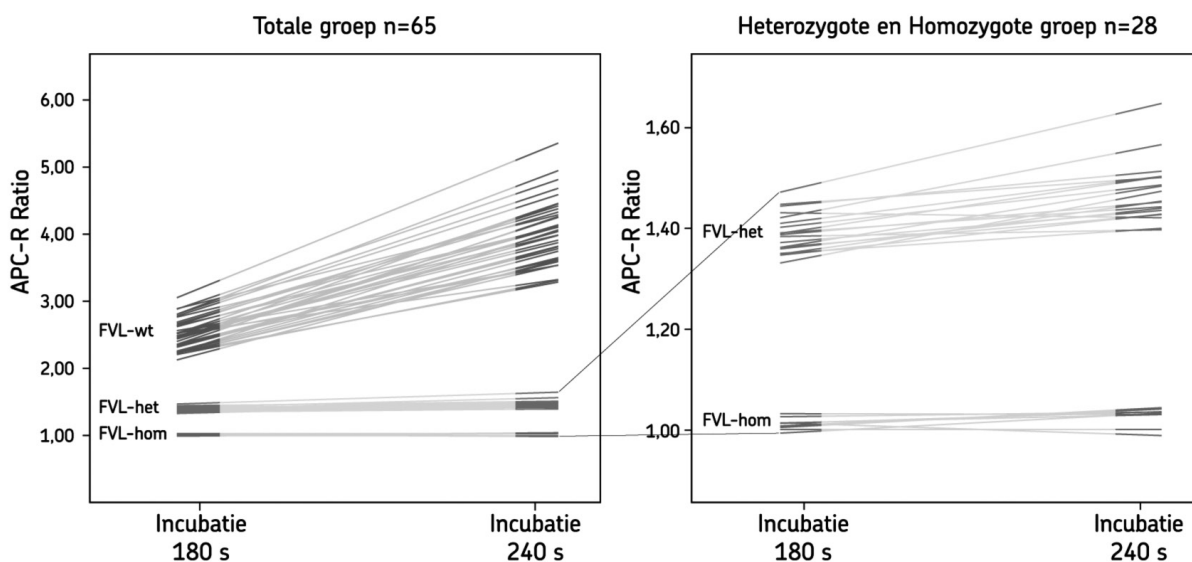 Totale groep n=65
APC-R Ratio
6,00
5,00
4,00
3,00
2,00
1,00
FVL-wt
FVL-het
FVL-hom
Incubatie
180 s
Incubatie
240 s
Heterozygote en Homozygote groep n=28
APC-R Ratio
1,60
1,40
1,20
1,00
FVL-het
FVL-hom
Incubatie
180 s
Incubatie
240 s